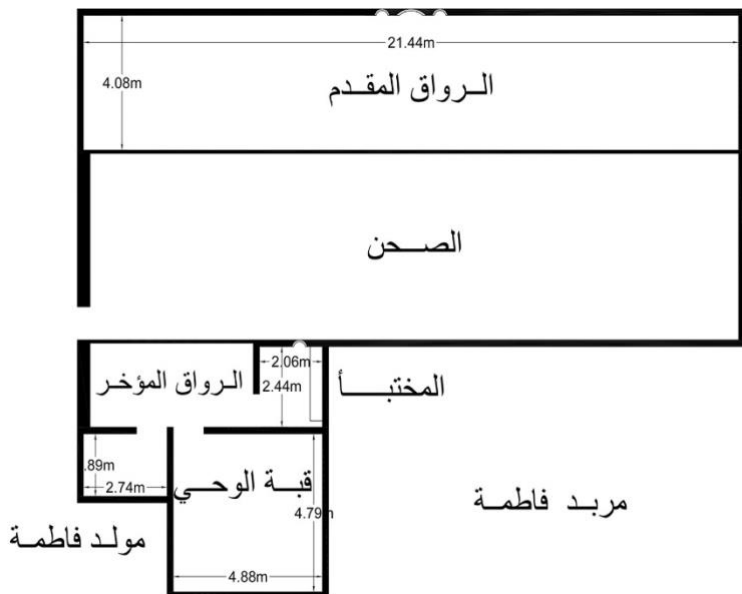 21.44m
4.08m
الـرواق المقـدم
الصـــحن
2.06m
2.44m
الـرواق المؤخـر
المختبـــأ
.89m
2.74m
قبـة الوحـي
4.79m
مربـد فاطمـة
مولـد فاطمـة
4.88m